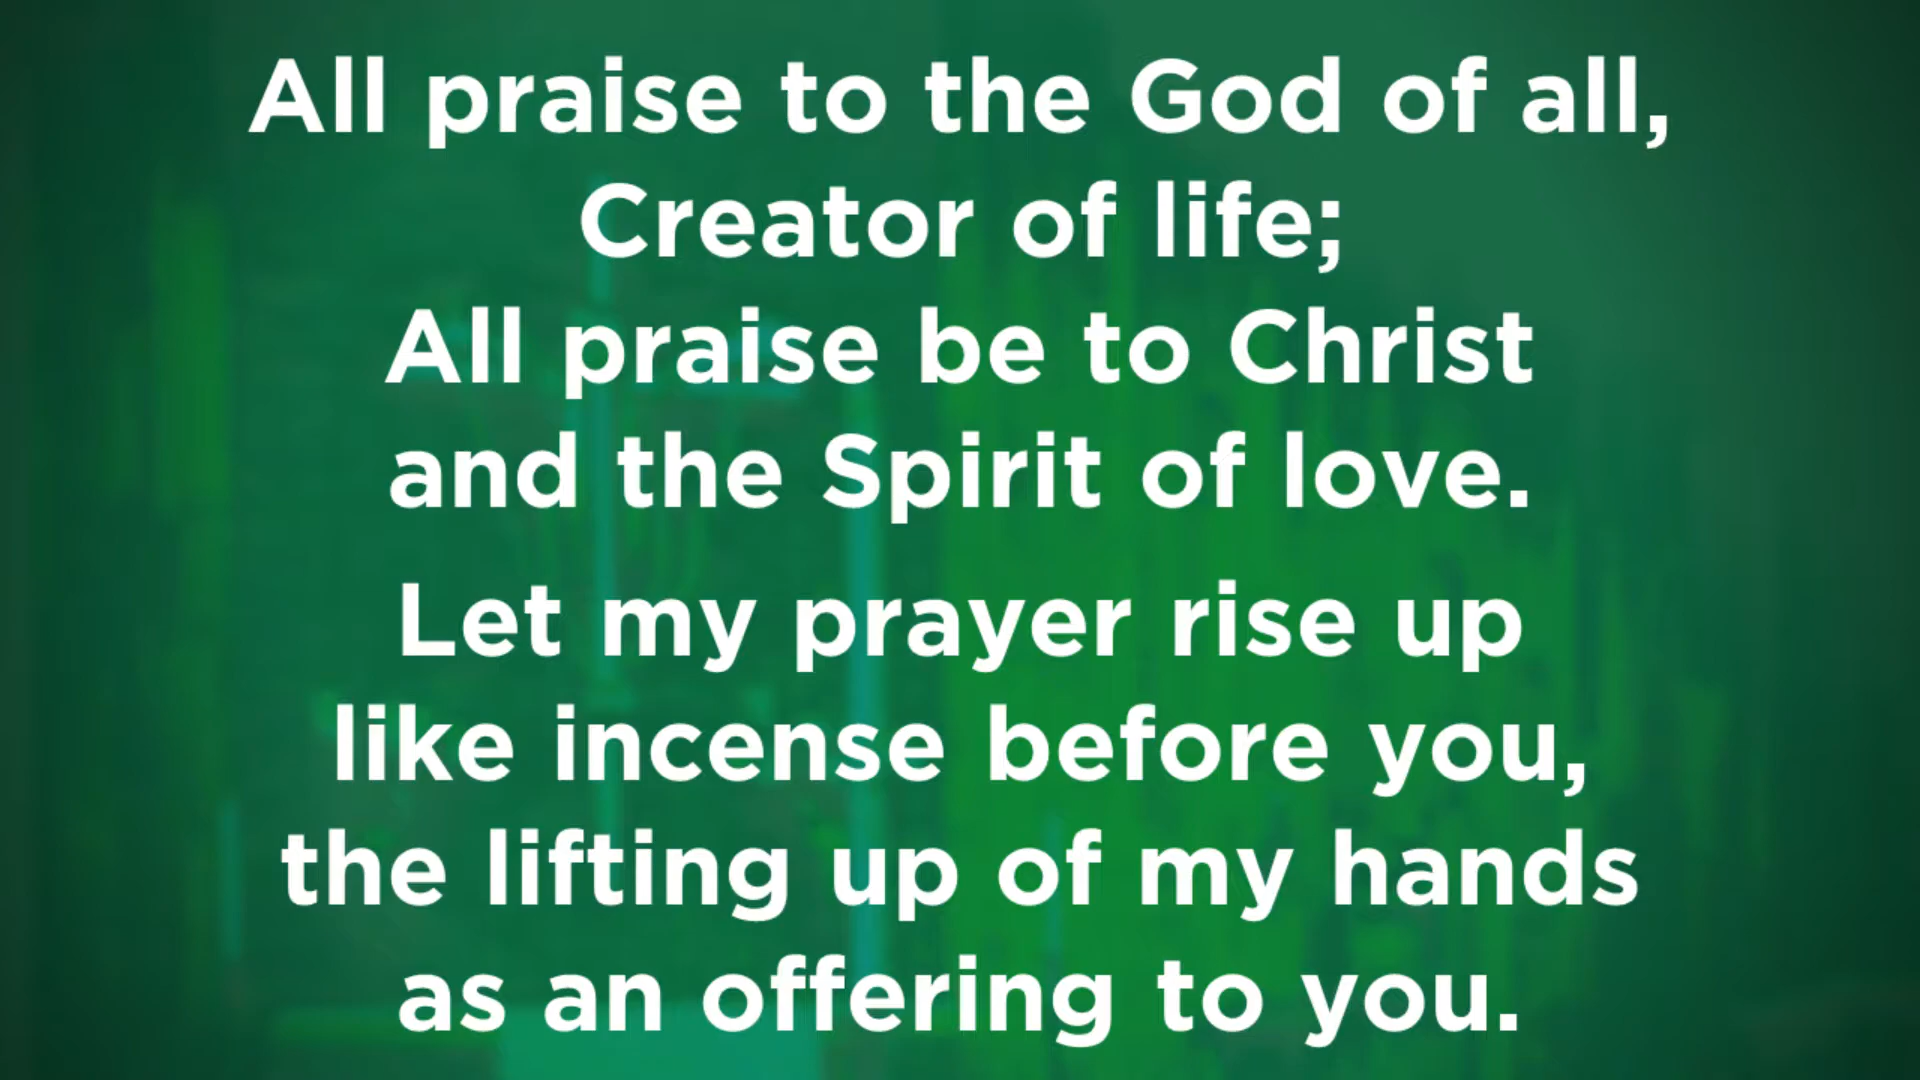 All praise to the God of all,
Creator of life;
All praise be to Christ
and the Spirit of love.
Let my prayer rise up
like incense before you,
the lifting up of my hands
as an offering to you.